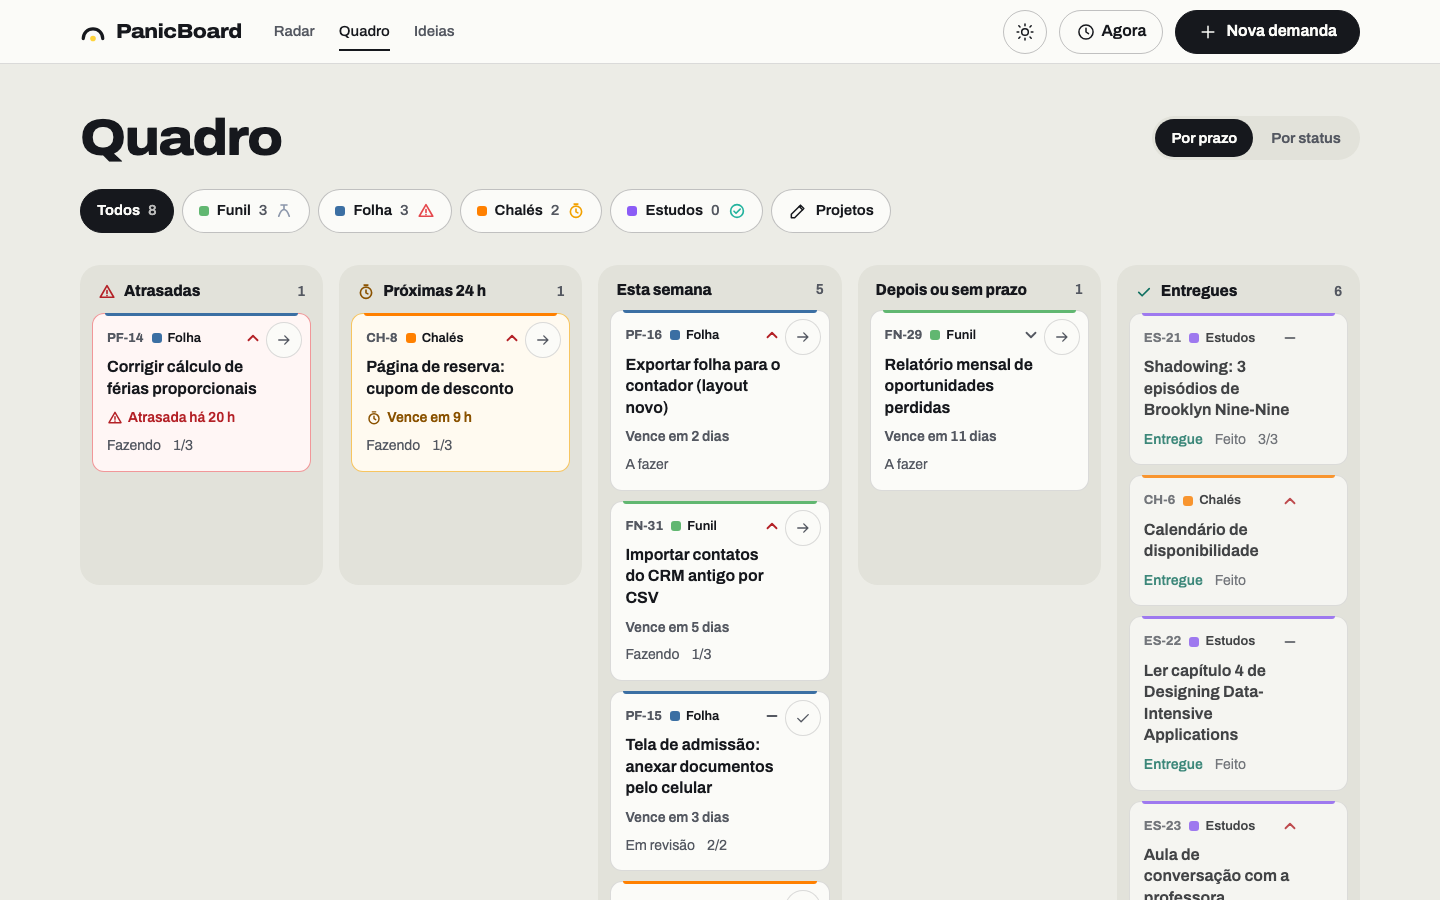 PanicBoard
Radar
Quadro
Ideias
Agora
Nova demanda
Quadro
Por prazo
Por status
Todos 8
Funil 3
Folha 3
Chalés 2
Estudos 0
Projetos
Atrasadas 1
PF-14 Folha
Corrigir cálculo de
férias proporcionais
Atrasada há 20 h
Fazendo 1/3
Próximas 24 h 1
CH-8 Chalés
Página de reserva:
cupom de desconto
Vence em 9 h
Fazendo 1/3
Esta semana 5
PF-16 Folha
Exportar folha para o
contador (layout
novo)
Vence em 2 dias
A fazer
FN-31 Funil
Importar contatos
do CRM antigo por
CSV
Vence em 5 dias
Fazendo 1/3
PF-15 Folha
Tela de admissão:
anexar documentos
pelo celular
Vence em 3 dias
Em revisão 2/2
Depois ou sem prazo 1
FN-29 Funil
Relatório mensal de
oportunidades
perdidas
Vence em 11 dias
A fazer
Entregues 6
ES-21 Estudos
Shadowing: 3
episódios de
Brooklyn Nine-Nine
Entregue Feito 3/3
CH-6 Chalés
Calendário de
disponibilidade
Entregue Feito
ES-22 Estudos
Ler capítulo 4 de
Designing Data-
Intensive
Applications
Entregue Feito
ES-23 Estudos
Aula de
conversação com a
professora